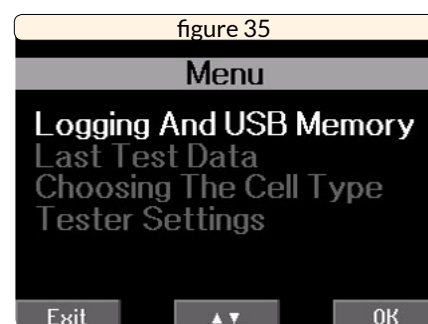 figure 35
Menu
Logging And USB Memory
Last Test Data
Choosing The Cell Type
Tester Settings
Exit ▲▼ OK